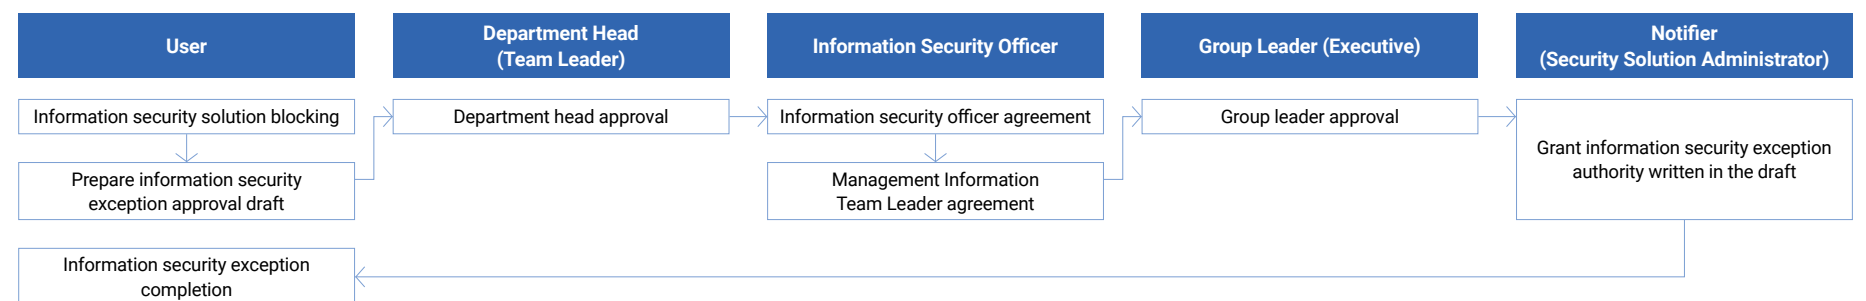 User
Department Head
(Team Leader)
Information Security Officer
Group Leader (Executive)
Notifier
(Security Solution Administrator)
Information security solution blocking
Department head approval
Information security officer agreement
Group leader approval
Grant information security exception
authority written in the draft
Prepare information security
exception approval draft
Management Information
Team Leader agreement
Information security exception
completion